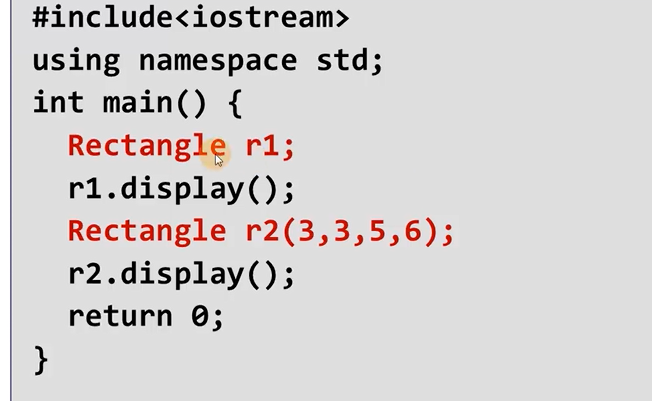 #include<iostream>
using namespace std;
int main() {
  Rectangle r1;
  r1.display();
  Rectangle r2(3,3,5,6);
  r2.display();
  return 0;
}